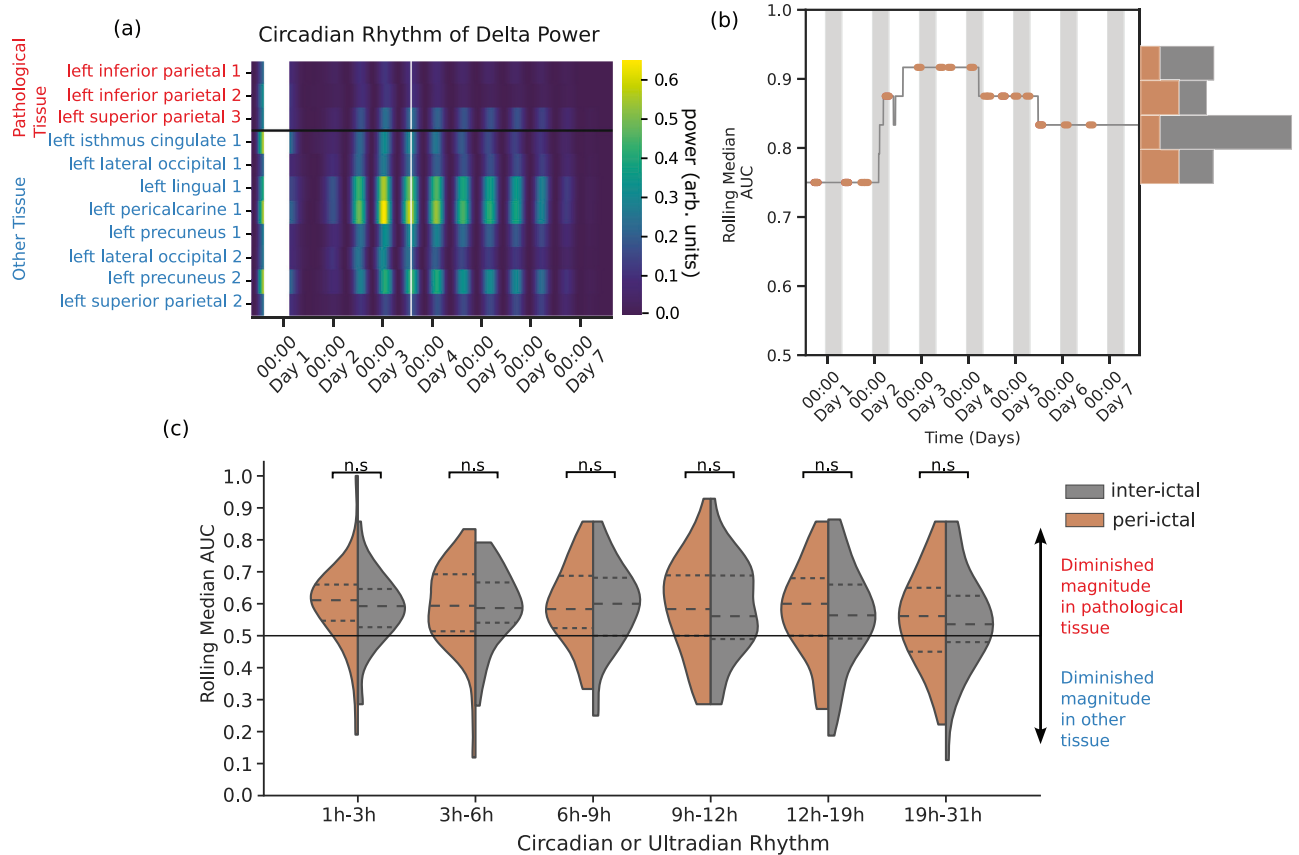 (a)
Circadian Rhythm of Delta Power
Pathological
Tissue
Other Tissue
left inferior parietal 1
left inferior parietal 2
left superior parietal 3
left isthmus cingulate 1
left lateral occipital 1
left lingual 1
left pericalcarine 1
left precuneus 1
left lateral occipital 2
left precuneus 2
left superior parietal 2
00:00
Day 1
00:00
Day 2
00:00
Day 3
00:00
Day 4
00:00
Day 5
00:00
Day 6
00:00
Day 7
0.6
0.5
0.4
0.3
0.2
0.1
0.0
power (arb. units)
(b)
Rolling Median
AUC
1.0
0.9
0.8
0.7
0.6
0.5
00:00
Day 1
00:00
Day 2
00:00
Day 3
00:00
Day 4
00:00
Day 5
00:00
Day 6
00:00
Day 7
Time (Days)
(c)
Rolling Median AUC
1.0
0.9
0.8
0.7
0.6
0.5
0.4
0.3
0.2
0.1
0.0
n.s
n.s
n.s
n.s
n.s
n.s
1h-3h
3h-6h
6h-9h
9h-12h
12h-19h
19h-31h
Circadian or Ultradian Rhythm
inter-ictal
peri-ictal
Diminished
magnitude
in pathological
tissue
Diminished
magnitude
in other
tissue